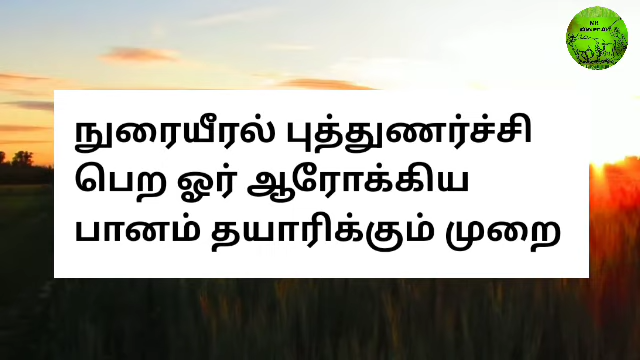 நுரையீரல் புத்துணர்ச்சி
பெற ஓர் ஆரோக்கிய
பானம் தயாரிக்கும் முறை